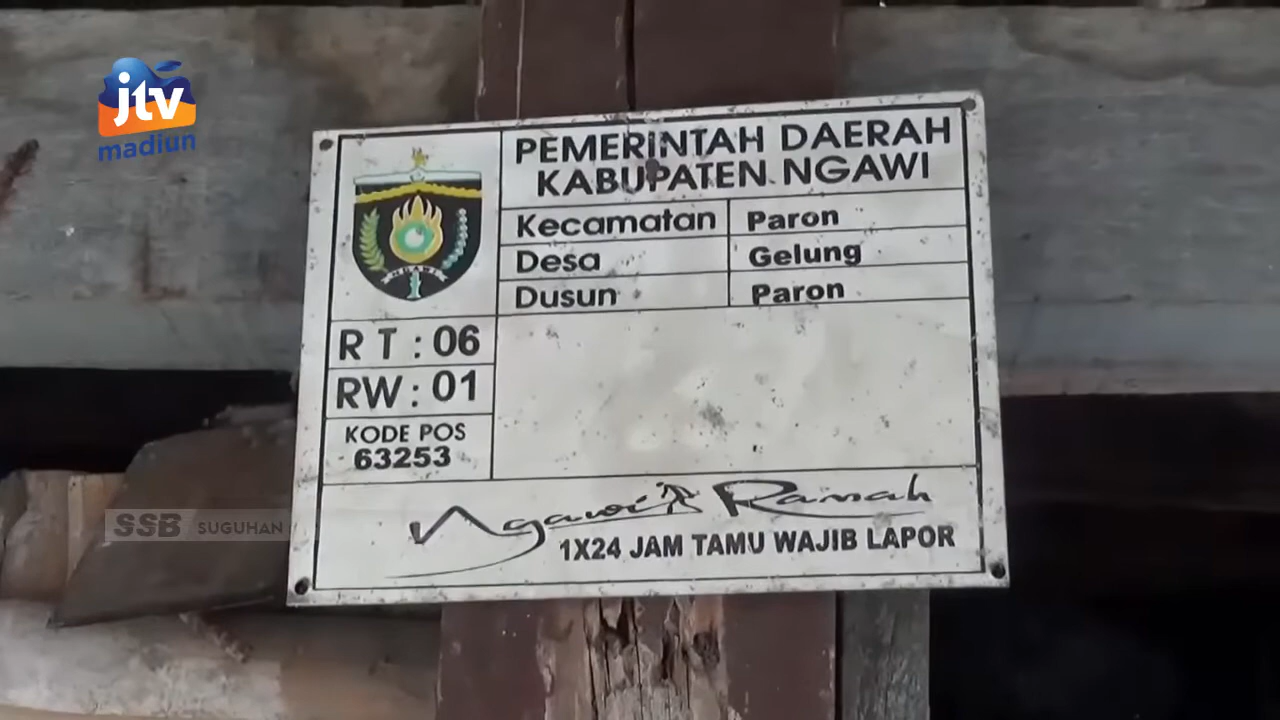 jtv
madiun
PEMERINTAH DAERAH
KABUPATEN NGAWI
Kecamatan Paron
Desa Gelung
Dusun Paron
NGAWI
RT : 06
RW : 01
KODE POS
63253
Ngawi Ramah
1X24 JAM TAMU WAJIB LAPOR
SSB SUGUHAN